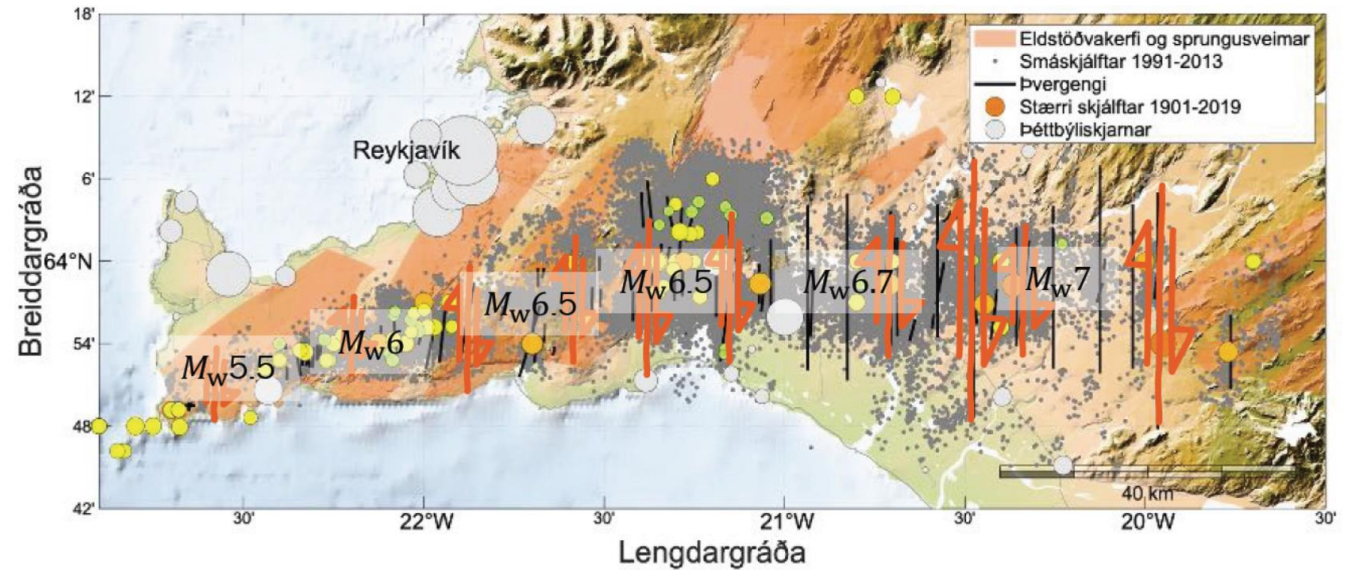 18'
12'
6'
64°N
54'
48'
42'
Breiddargráða
Eldstöðvakerfi og sprungusveimar
Smáskjálftar 1991-2013
Þvergengi
Stærri skjálftar 1901-2019
Þéttbýliskjarnar
Reykjavík
Mw5.5
Mw6
Mw6.5
Mw6.5
Mw6.7
Mw7
40 km
30'
22°W
30'
21°W
30'
20°W
30'
Lengdargráða